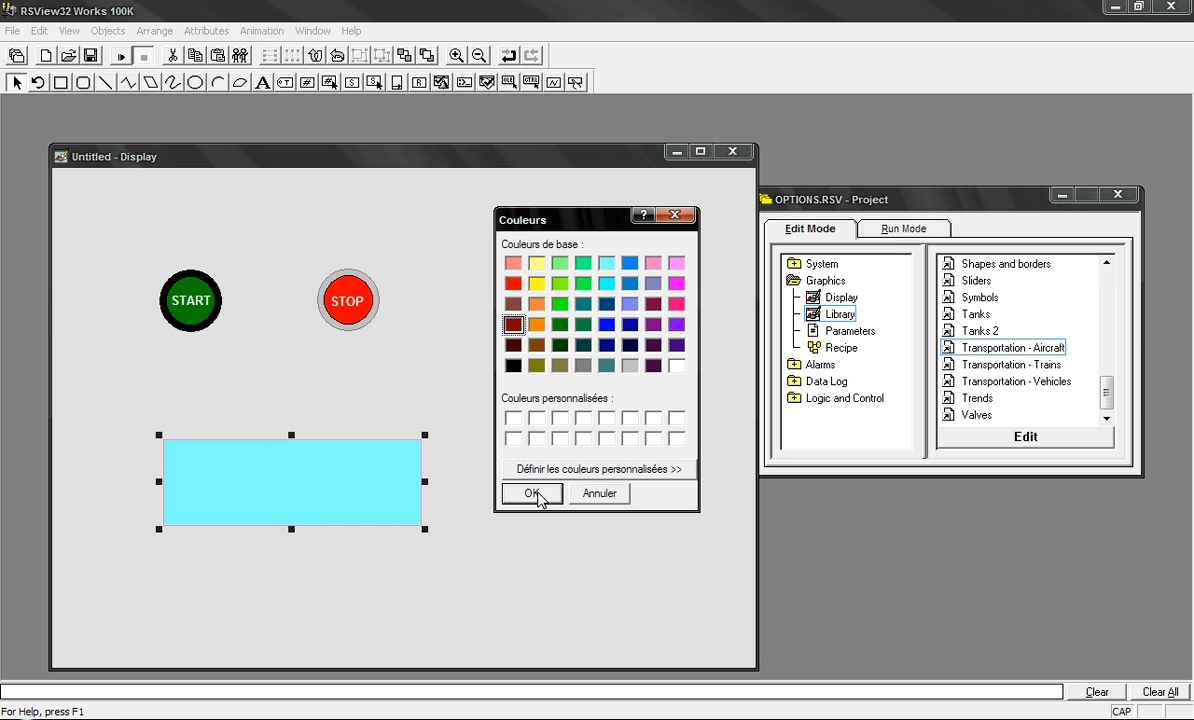 RSView32 Works 100K
File Edit View Objects Arrange Attributes Animation Window Help
Untitled - Display
START
STOP
Couleurs
Couleurs de base :
Couleurs personnalisées :
Définir les couleurs personnalisées >>
OK Annuler
OPTIONS.RSV - Project
Edit Mode Run Mode
System
Graphics
Display
Library
Parameters
Recipe
Alarms
Data Log
Logic and Control
Shapes and borders
Sliders
Symbols
Tanks
Tanks 2
Transportation - Aircraft
Transportation - Trains
Transportation - Vehicles
Trends
Valves
Edit
Clear Clear All
For Help, press F1
CAP